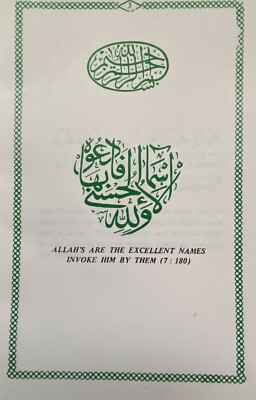 3
بسم الله الرحمن الرحيم
ولله الأسماء الحسنى فادعوه بها
ALLAH'S ARE THE EXCELLENT NAMES
INVOKE HIM BY THEM (7 : 180)